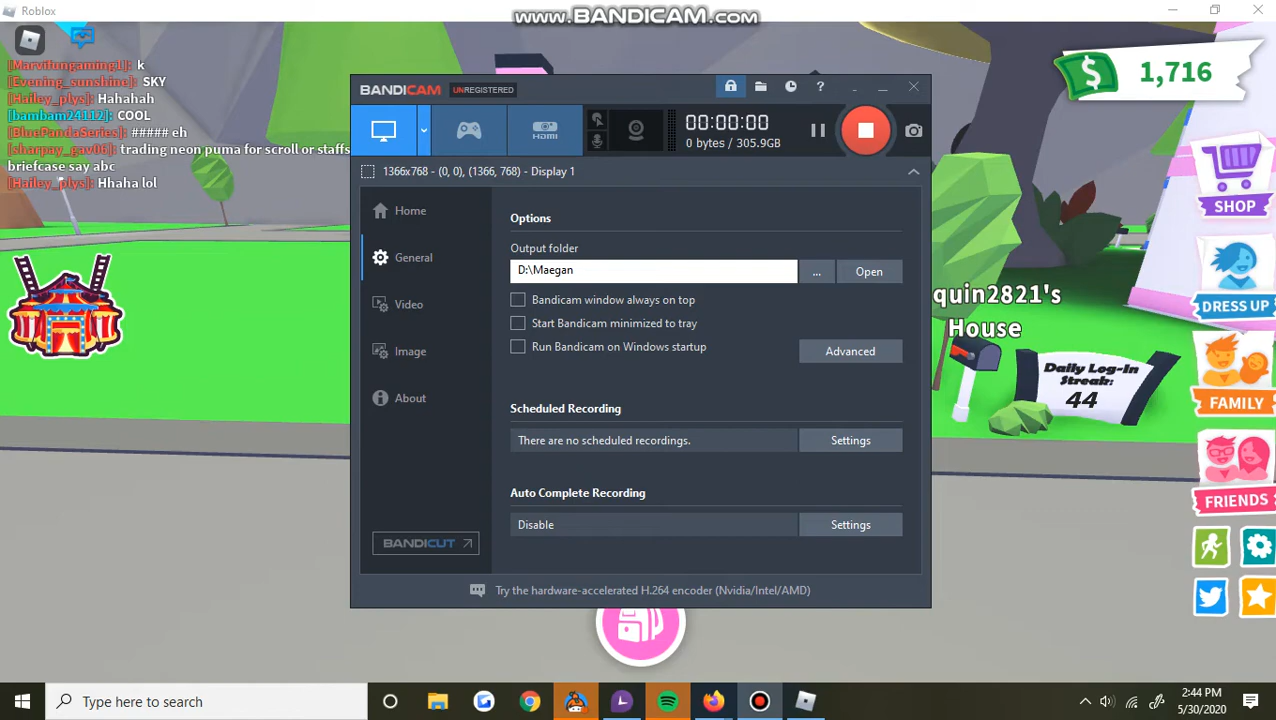 Roblox
www.BANDICAM.com
[Marvifungaming1]: k
[Evening_sunshine]: SKY
[Hailey_plys]: Hahahah
[bambam24112]: COOL
[BluePandaSeries]: ##### eh
[sharpay_gav06]: trading neon puma for scroll or staffs
briefcase say abc
[Hailey_plys]: Hhaha lol
$ 1,716
SHOP
DRESS UP
FAMILY
FRIENDS
quin2821's
House
Daily Log-In
Streak:
44
BANDICAM UNREGISTERED
?
HDMI
00:00:00
0 bytes / 305.9GB
1366x768 - (0, 0), (1366, 768) - Display 1
Home
General
Video
Image
About
BANDICUT
Options
Output folder
D:\Maegan
...
Open
Bandicam window always on top
Start Bandicam minimized to tray
Run Bandicam on Windows startup
Advanced
Scheduled Recording
There are no scheduled recordings.
Settings
Auto Complete Recording
Disable
Settings
Try the hardware-accelerated H.264 encoder (Nvidia/Intel/AMD)
Type here to search
2:44 PM
5/30/2020